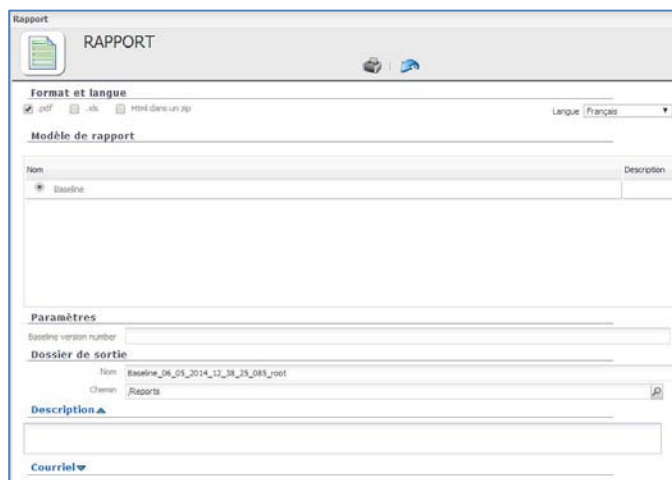 Rapport
RAPPORT
Format et langue
.pdf .xls Html dans un zip Langue Français
Modèle de rapport
Nom Description
Baseline
Paramètres
Baseline version number
Dossier de sortie
Nom Baseline_06_05_2014_12_38_25_085_root
Chemin /Reports
Description
Courriel